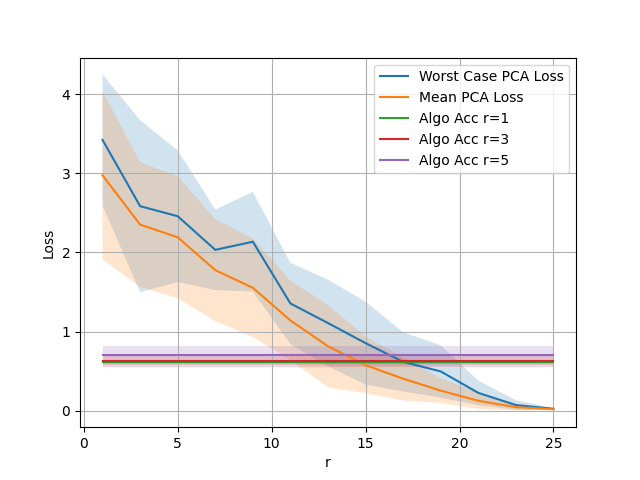 Worst Case PCA Loss
Mean PCA Loss
Algo Acc r=1
Algo Acc r=3
Algo Acc r=5
4
3
2
1
0
Loss
0 5 10 15 20 25
r